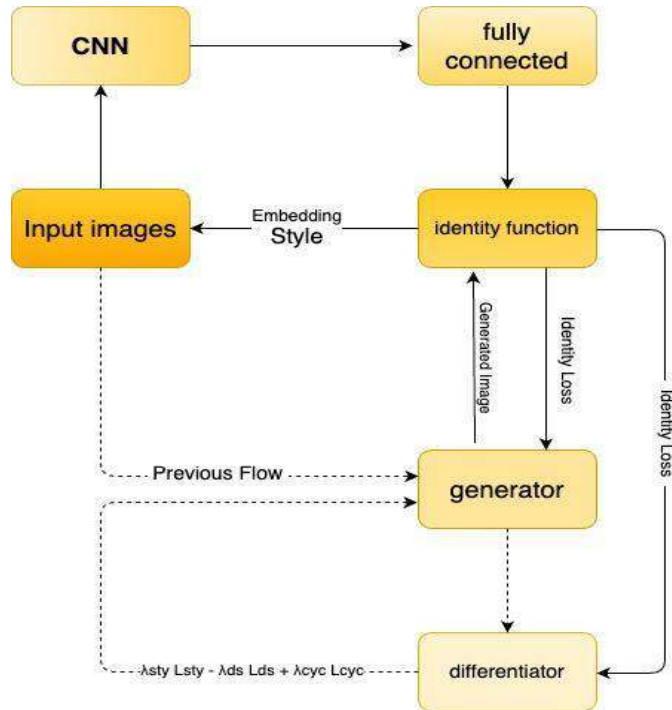 CNN
fully
connected
Input images
Embedding
Style
identity function
Generated Image
Identity Loss
Identity Loss
Previous Flow
generator
λsty Lsty - λds Lds + λcyc Lcyc
differentiator